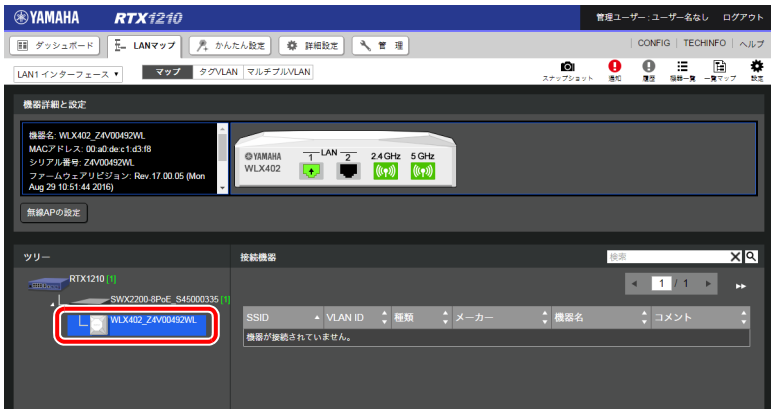 YAMAHA RTX1210 管理ユーザー : ユーザー名なし ログアウト
ダッシュボード LANマップ かんたん設定 詳細設定 管 理 CONFIG TECHINFO ヘルプ
LAN1 インターフェース マップ タグVLAN マルチプルVLAN スナップショット 通知 履歴 機器一覧 一覧マップ 設定
機器詳細と設定
機器名: WLX402_Z4V00492WL
MACアドレス: 00:a0:de:c1:d3:f8
シリアル番号: Z4V00492WL
ファームウェアリビジョン: Rev.17.00.05 (Mon
Aug 29 10:51:44 2016)
YAMAHA
WLX402
1 LAN 2 2.4 GHz 5 GHz
無線APの設定
ツリー
RTX1210 [1]
SWX2200-8PoE_S45000335 [1]
WLX402_Z4V00492WL
接続機器 検索
1 / 1
SSID VLAN ID 種類 メーカー 機器名 コメント
機器が接続されていません。